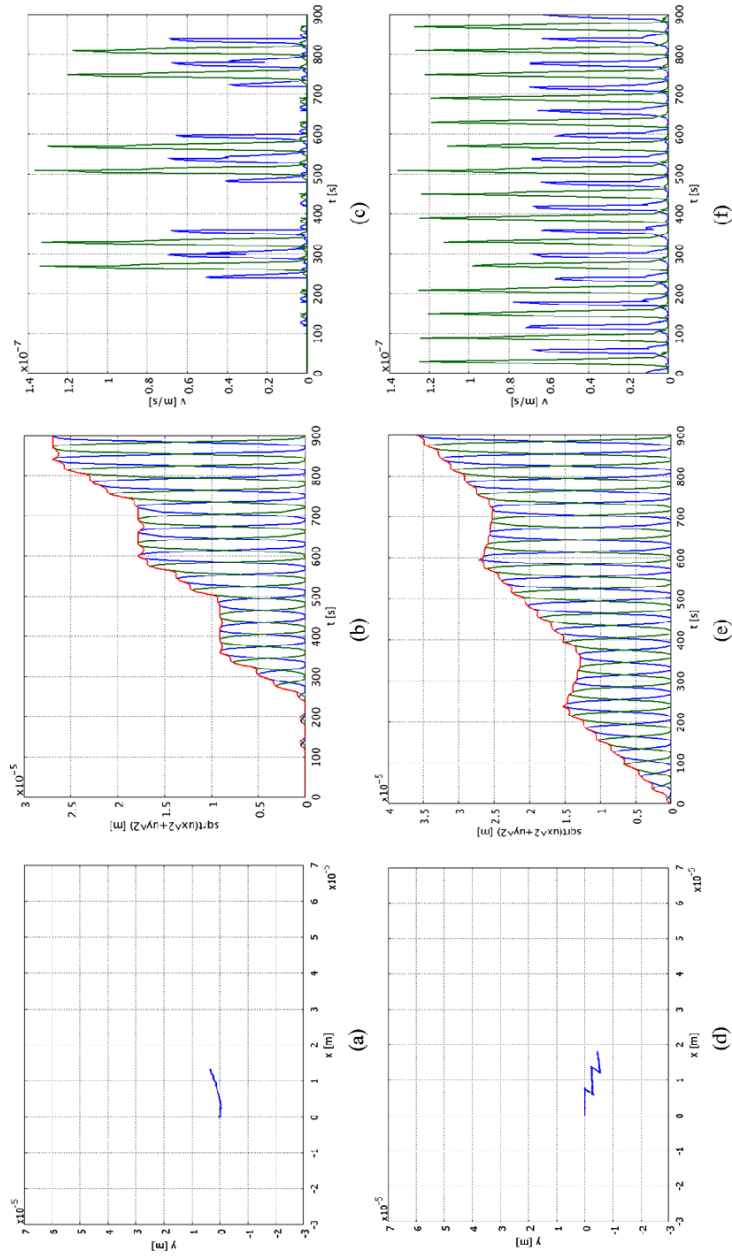 x10⁻⁵
7
6
5
4
3
2
1
0
-1
-2
-3
y [m]
-3 -2 -1 0 1 2 3 4 5 6 7
x [m]
x10⁻⁵
(a)
x10⁻⁵
3
2.5
2
1.5
1
0.5
0
sqrt(ux^2+uy^2) [m]
0 100 200 300 400 500 600 700 800 900
t [s]
(b)
x10⁻⁷
1.4
1.2
1
0.8
0.6
0.4
0.2
0
v [m/s]
0 100 200 300 400 500 600 700 800 900
t [s]
(c)
x10⁻⁵
7
6
5
4
3
2
1
0
-1
-2
-3
y [m]
-3 -2 -1 0 1 2 3 4 5 6 7
x [m]
x10⁻⁵
(d)
x10⁻⁵
4
3.5
3
2.5
2
1.5
1
0.5
0
sqrt(ux^2+uy^2) [m]
0 100 200 300 400 500 600 700 800 900
t [s]
(e)
x10⁻⁷
1.4
1.2
1
0.8
0.6
0.4
0.2
0
v [m/s]
0 100 200 300 400 500 600 700 800 900
t [s]
(f)